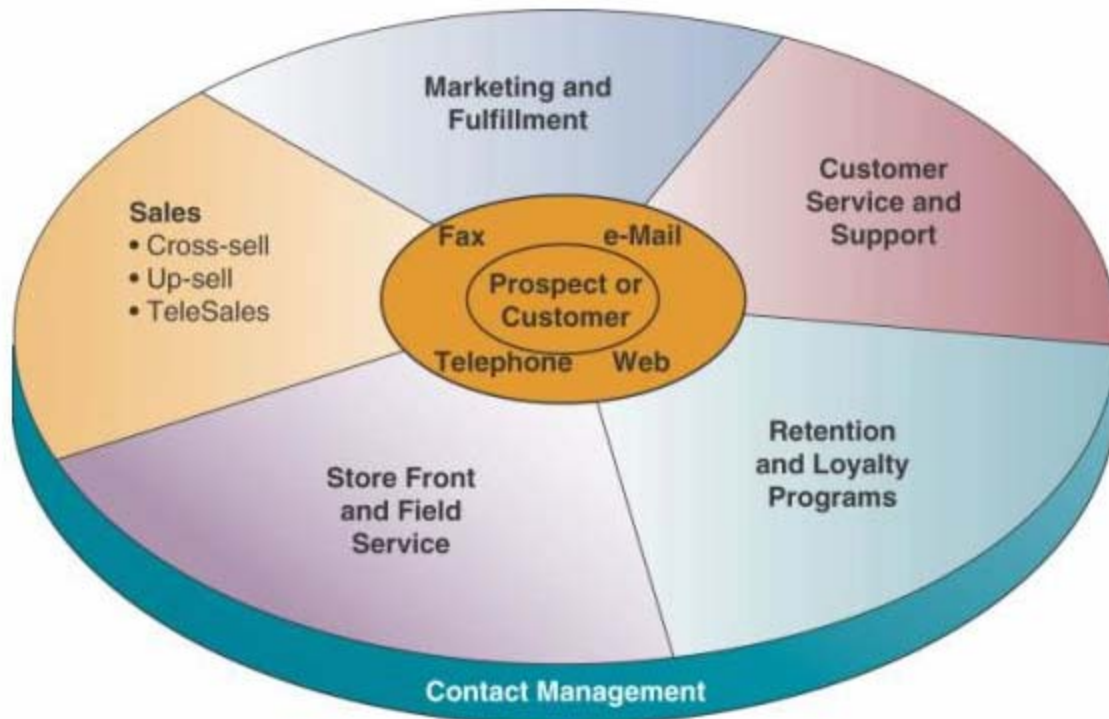 Marketing and
Fulfillment
Customer
Service and
Support
Sales
• Cross-sell
• Up-sell
• TeleSales
Fax e-Mail
Prospect or
Customer
Telephone Web
Retention
and Loyalty
Programs
Store Front
and Field
Service
Contact Management